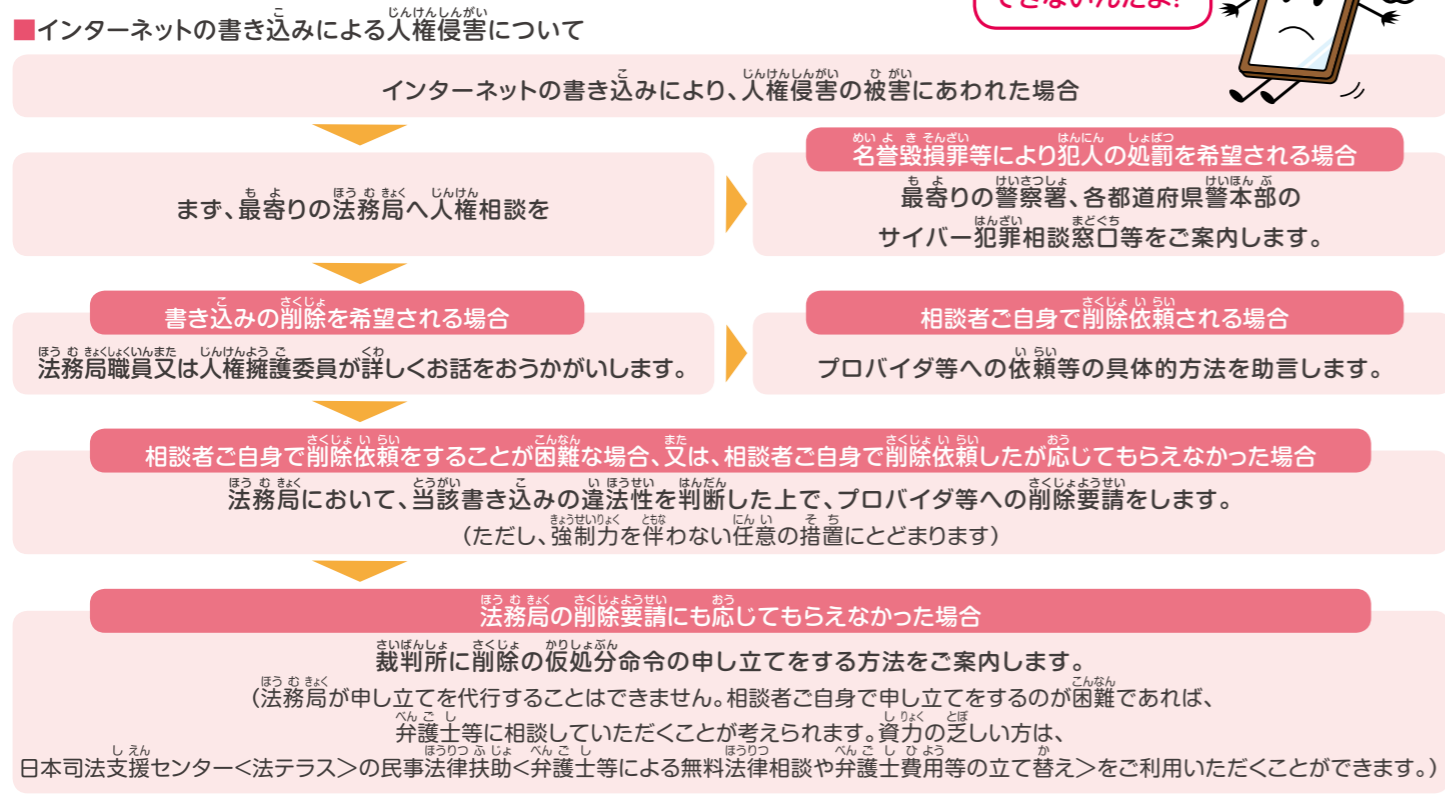 できないんだよ!
■インターネットの書き込みによる人権侵害について
インターネットの書き込みにより、人権侵害の被害にあわれた場合
まず、最寄りの法務局へ人権相談を
名誉毀損罪等により犯人の処罰を希望される場合
最寄りの警察署、各都道府県警本部の
サイバー犯罪相談窓口等をご案内します。
書き込みの削除を希望される場合
法務局職員又は人権擁護委員が詳しくお話をおうかがいします。
相談者ご自身で削除依頼される場合
プロバイダ等への依頼等の具体的方法を助言します。
相談者ご自身で削除依頼をすることが困難な場合、又は、相談者ご自身で削除依頼したが応じてもらえなかった場合
法務局において、当該書き込みの違法性を判断した上で、プロバイダ等への削除要請をします。
(ただし、強制力を伴わない任意の措置にとどまります)
法務局の削除要請にも応じてもらえなかった場合
裁判所に削除の仮処分命令の申し立てをする方法をご案内します。
(法務局が申し立てを代行することはできません。相談者ご自身で申し立てをするのが困難であれば、
弁護士等に相談していただくことが考えられます。資力の乏しい方は、
日本司法支援センター<法テラス>の民事法律扶助<弁護士等による無料法律相談や弁護士費用等の立て替え>をご利用いただくことができます。)